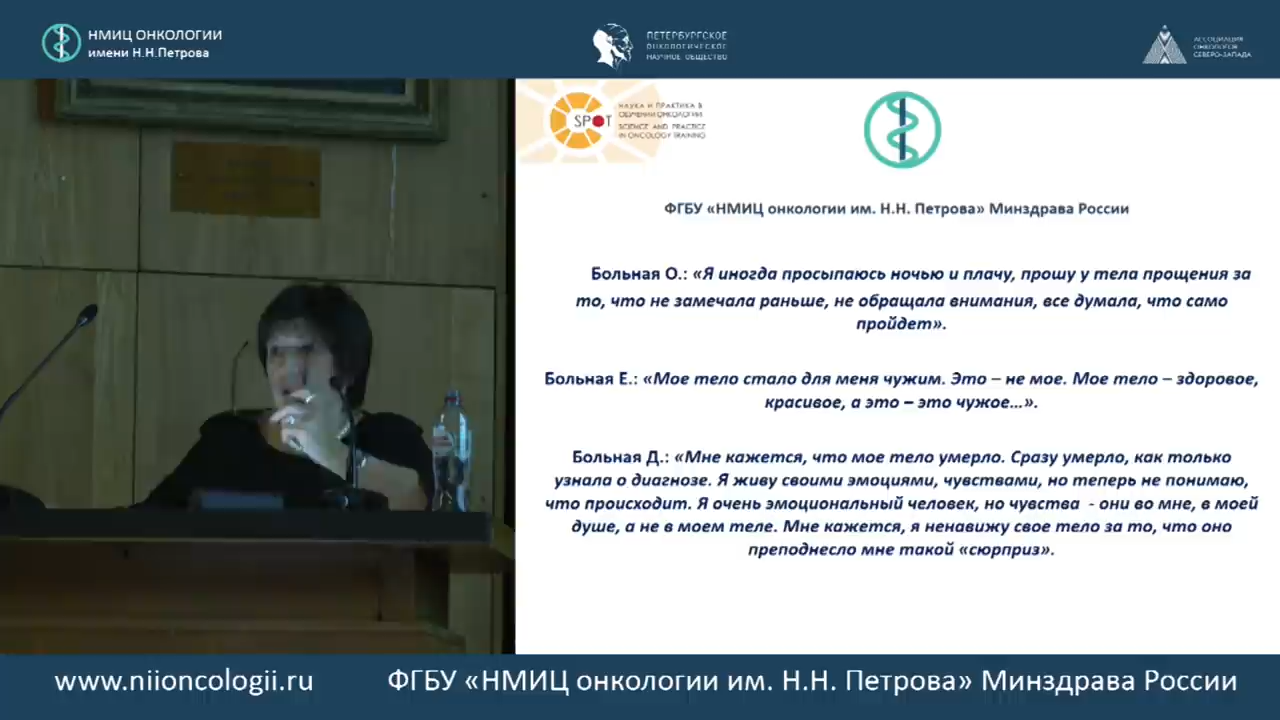 НМИЦ ОНКОЛОГИИ
имени Н.Н.Петрова
ПЕТЕРБУРГСКОЕ
ОНКОЛОГИЧЕСКОЕ
НАУЧНОЕ ОБЩЕСТВО
АССОЦИАЦИЯ
ОНКОЛОГОВ
СЕВЕРО-ЗАПАДА
SPOT
НАУКА И ПРАКТИКА В
ОБУЧЕНИИ ОНКОЛОГИИ
SCIENCE AND PRACTICE
IN ONCOLOGY TRAINING
ФГБУ «НМИЦ онкологии им. Н.Н. Петрова» Минздрава России
Больная О.: «Я иногда просыпаюсь ночью и плачу, прошу у тела прощения за
то, что не замечала раньше, не обращала внимания, все думала, что само
пройдет».
Больная Е.: «Мое тело стало для меня чужим. Это – не мое. Мое тело – здоровое,
красивое, а это – это чужое…».
Больная Д.: «Мне кажется, что мое тело умерло. Сразу умерло, как только
узнала о диагнозе. Я живу своими эмоциями, чувствами, но теперь не понимаю,
что происходит. Я очень эмоциональный человек, но чувства - они во мне, в моей
душе, а не в моем теле. Мне кажется, я ненавижу свое тело за то, что оно
преподнесло мне такой «сюрприз».
www.niioncologii.ru
ФГБУ «НМИЦ онкологии им. Н.Н. Петрова» Минздрава России